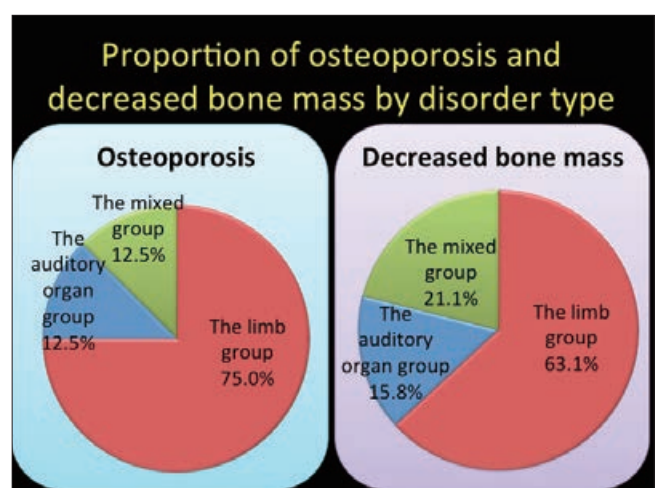 Proportion of osteoporosis and
decreased bone mass by disorder type
Osteoporosis
The mixed
group
12.5%
The
auditory
organ
group
12.5%
The limb
group
75.0%
Decreased bone mass
The mixed
group
21.1%
The
auditory
organ group
15.8%
The limb
group
63.1%